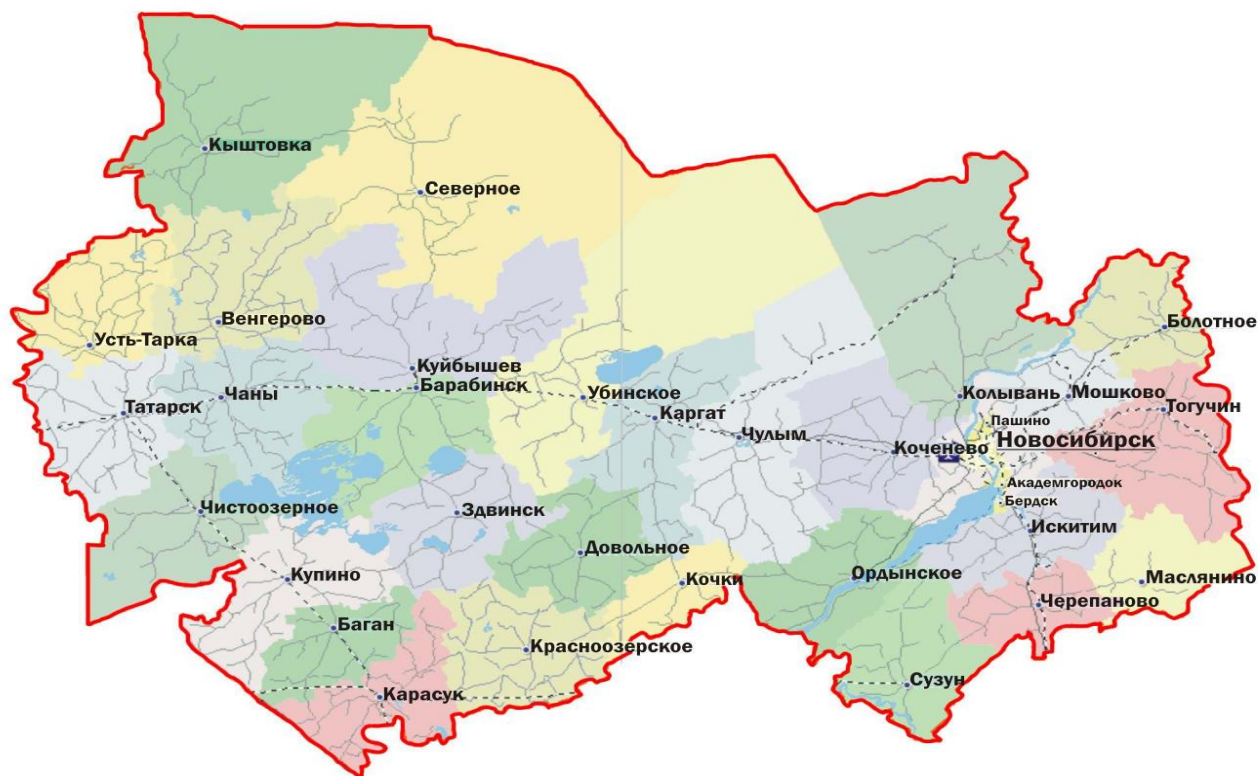 Кыштовка
Северное
Венгерово
Усть-Тарка
Болотное
Куйбышев
Барабинск
Чаны
Убинское
Колывань
Мошково
Татарск
Каргат
Тогучин
Пашино
Чулым
Новосибирск
Коченево
Академгородок
Бердск
Чистоозерное
Здвинск
Искитим
Довольное
Купино
Кочки
Ордынское
Маслянино
Черепаново
Баган
Красноозерское
Карасук
Сузун